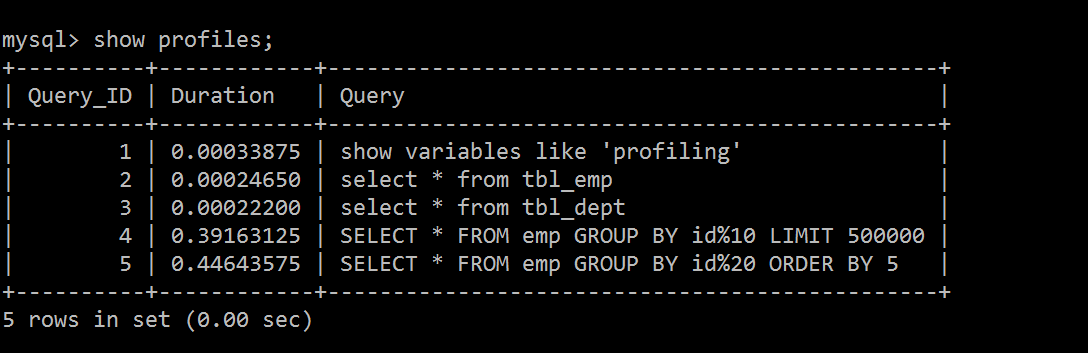 mysql> show profiles;
+----------+------------+-----------------------------------------------+
| Query_ID | Duration   | Query                                         |
+----------+------------+-----------------------------------------------+
|        1 | 0.00033875 | show variables like 'profiling'               |
|        2 | 0.00024650 | select * from tbl_emp                         |
|        3 | 0.00022200 | select * from tbl_dept                        |
|        4 | 0.39163125 | SELECT * FROM emp GROUP BY id%10 LIMIT 500000 |
|        5 | 0.44643575 | SELECT * FROM emp GROUP BY id%20 ORDER BY 5   |
+----------+------------+-----------------------------------------------+
5 rows in set (0.00 sec)